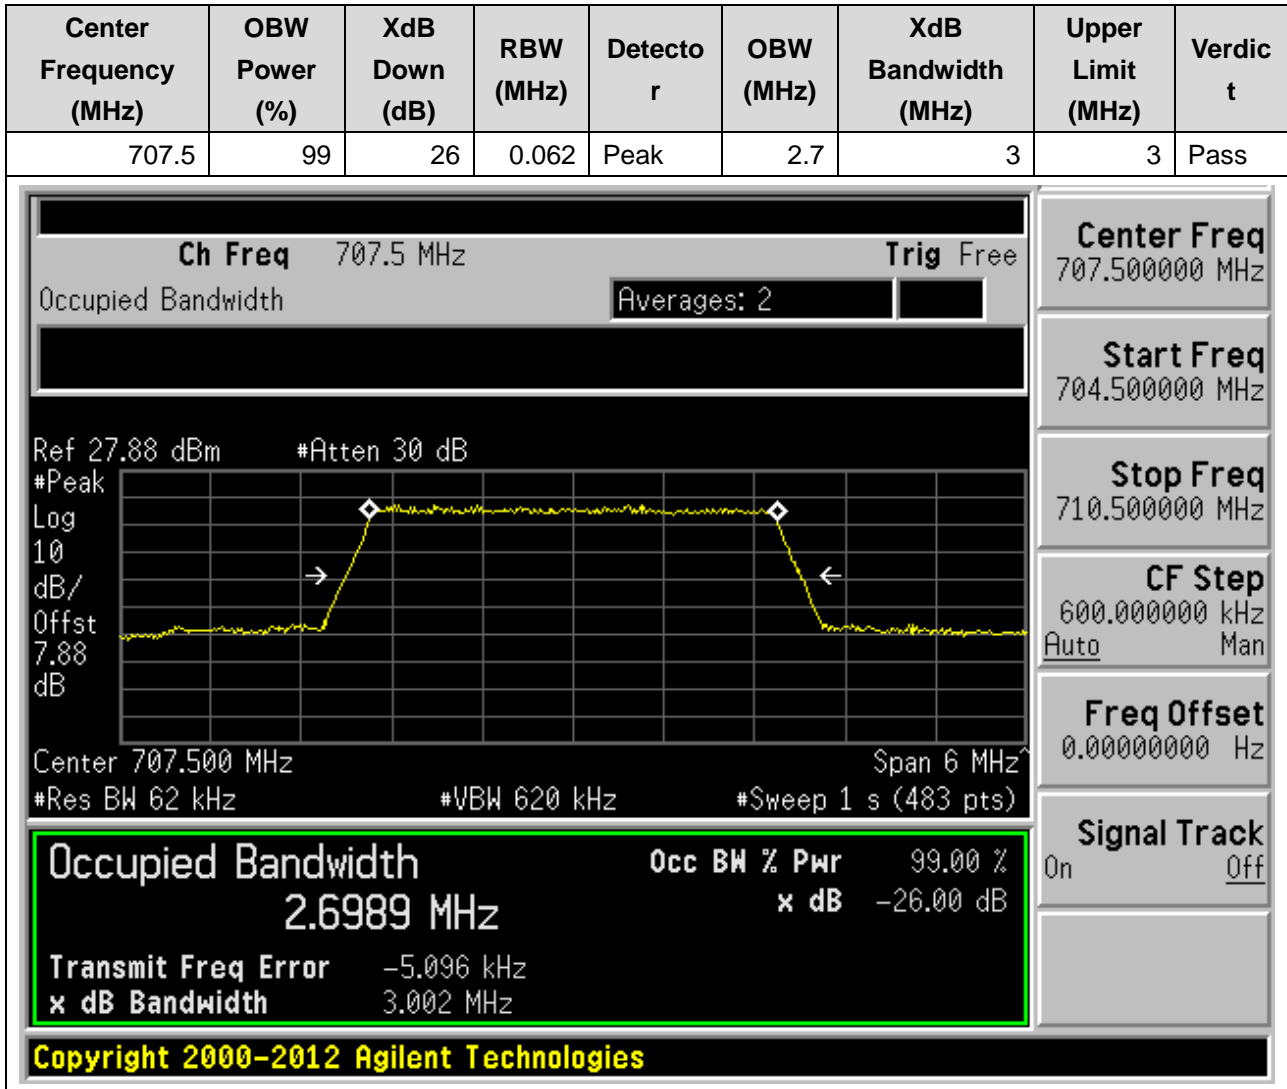 Center Frequency (MHz) OBW Power (%) XdB Down (dB) RBW (MHz) Detecto r OBW (MHz) XdB Bandwidth (MHz) Upper Limit (MHz) Verdic t
707.5 99 26 0.062 Peak 2.7 3 3 Pass
Ch Freq 707.5 MHz Trig Free
Occupied Bandwidth Averages: 2
Ref 27.88 dBm #Atten 30 dB
#Peak
Log
10
dB/
Offst
7.88
dB
Center 707.500 MHz Span 6 MHz^
#Res BW 62 kHz #VBW 620 kHz #Sweep 1 s (483 pts)
Occupied Bandwidth Occ BW % Pwr 99.00 %
2.6989 MHz x dB -26.00 dB
Transmit Freq Error -5.096 kHz
x dB Bandwidth 3.002 MHz
Copyright 2000-2012 Agilent Technologies
Center Freq
707.500000 MHz
Start Freq
704.500000 MHz
Stop Freq
710.500000 MHz
CF Step
600.000000 kHz
Auto Man
Freq Offset
0.00000000 Hz
Signal Track
On Off